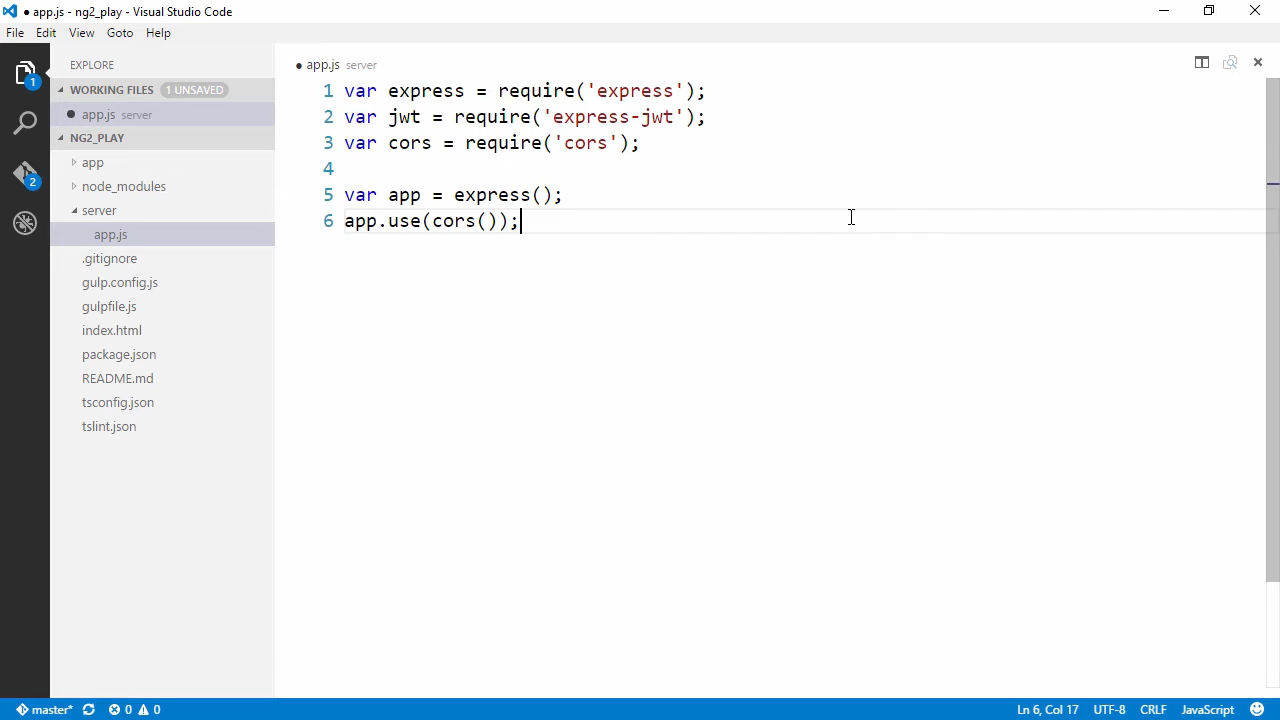 ● app.js - ng2_play - Visual Studio Code
File Edit View Goto Help
EXPLORE
WORKING FILES 1 UNSAVED
● app.js server
NG2_PLAY
app
node_modules
server
app.js
.gitignore
gulp.config.js
gulpfile.js
index.html
package.json
README.md
tsconfig.json
tslint.json
1
2
● app.js server
1 var express = require('express');
2 var jwt = require('express-jwt');
3 var cors = require('cors');
4
5 var app = express();
6 app.use(cors());
master* 0 0 Ln 6, Col 17 UTF-8 CRLF JavaScript